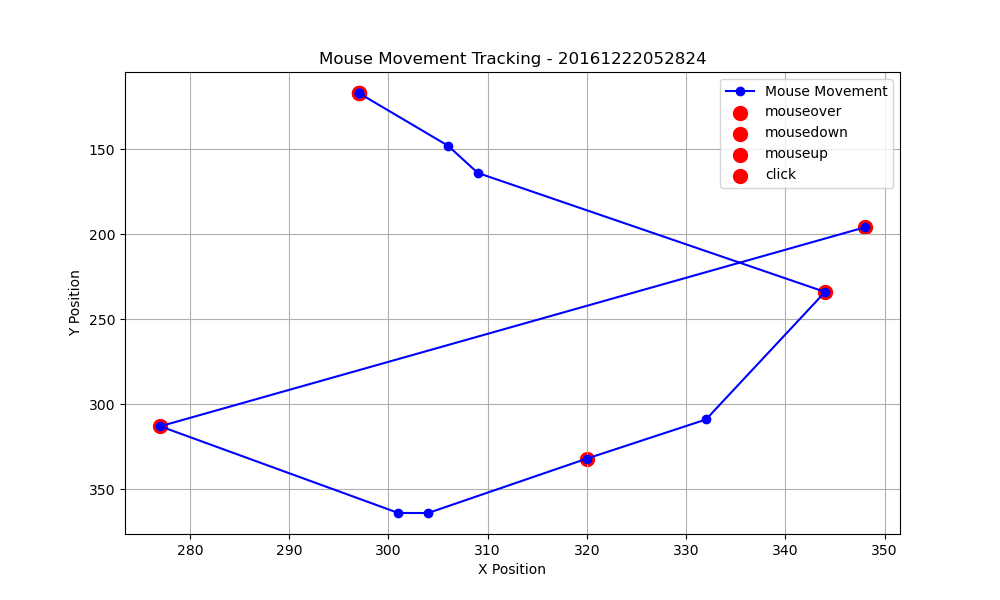 Mouse Movement Tracking - 20161222052824
Mouse Movement
mouseover
mousedown
mouseup
click
150
200
250
300
350
Y Position
280 290 300 310 320 330 340 350
X Position